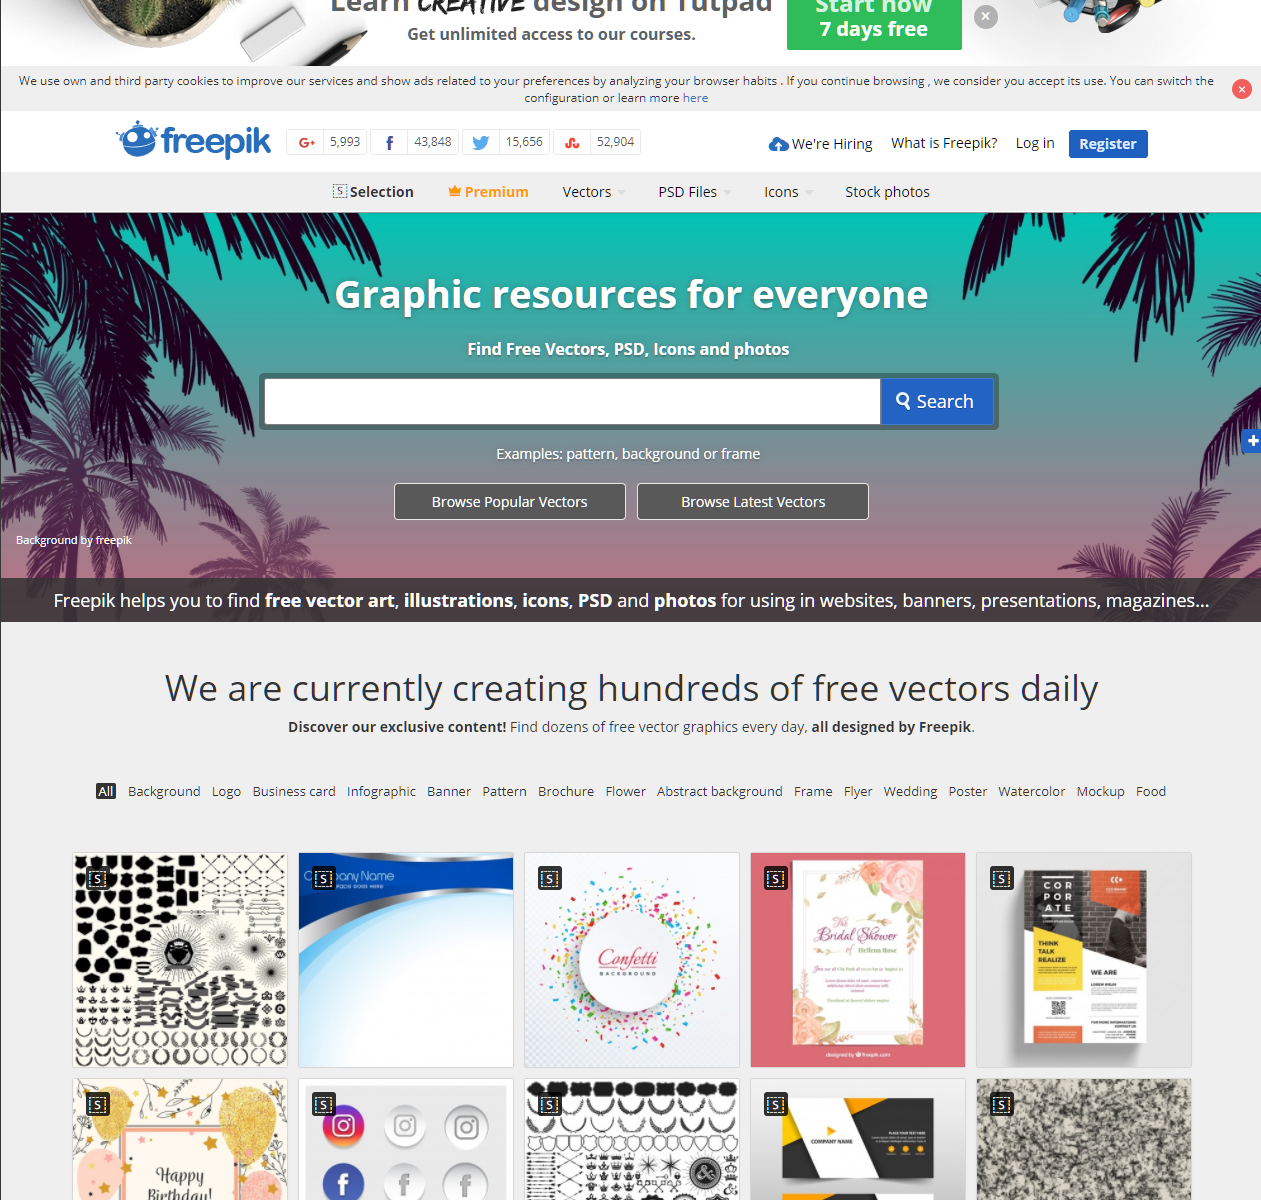 Learn CREATIVE design on Tutpad
Get unlimited access to our courses.
Start now
7 days free
We use own and third party cookies to improve our services and show ads related to your preferences by analyzing your browser habits . If you continue browsing , we consider you accept its use. You can switch the
configuration or learn more here
freepik
G+ 5,993
f 43,848
15,656
52,904
We're Hiring
What is Freepik?
Log in
Register
S Selection
Premium
Vectors
PSD Files
Icons
Stock photos
Graphic resources for everyone
Find Free Vectors, PSD, Icons and photos
Search
Examples: pattern, background or frame
Browse Popular Vectors
Browse Latest Vectors
Background by freepik
Freepik helps you to find free vector art, illustrations, icons, PSD and photos for using in websites, banners, presentations, magazines...
We are currently creating hundreds of free vectors daily
Discover our exclusive content! Find dozens of free vector graphics every day, all designed by Freepik.
All Background Logo Business card Infographic Banner Pattern Brochure Flower Abstract background Frame Flyer Wedding Poster Watercolor Mockup Food
S
S
S
S
S
pany Name
Confetti
BACKGROUND
The
Bridal Shower
of Hellena Rose
designed by freepik.com
COR
POR
ATE
THINK
TALK
REALIZE
WE ARE
S
S
S
S
S
Happy
Birthday!
f
f
f
&
COMPANY NAME